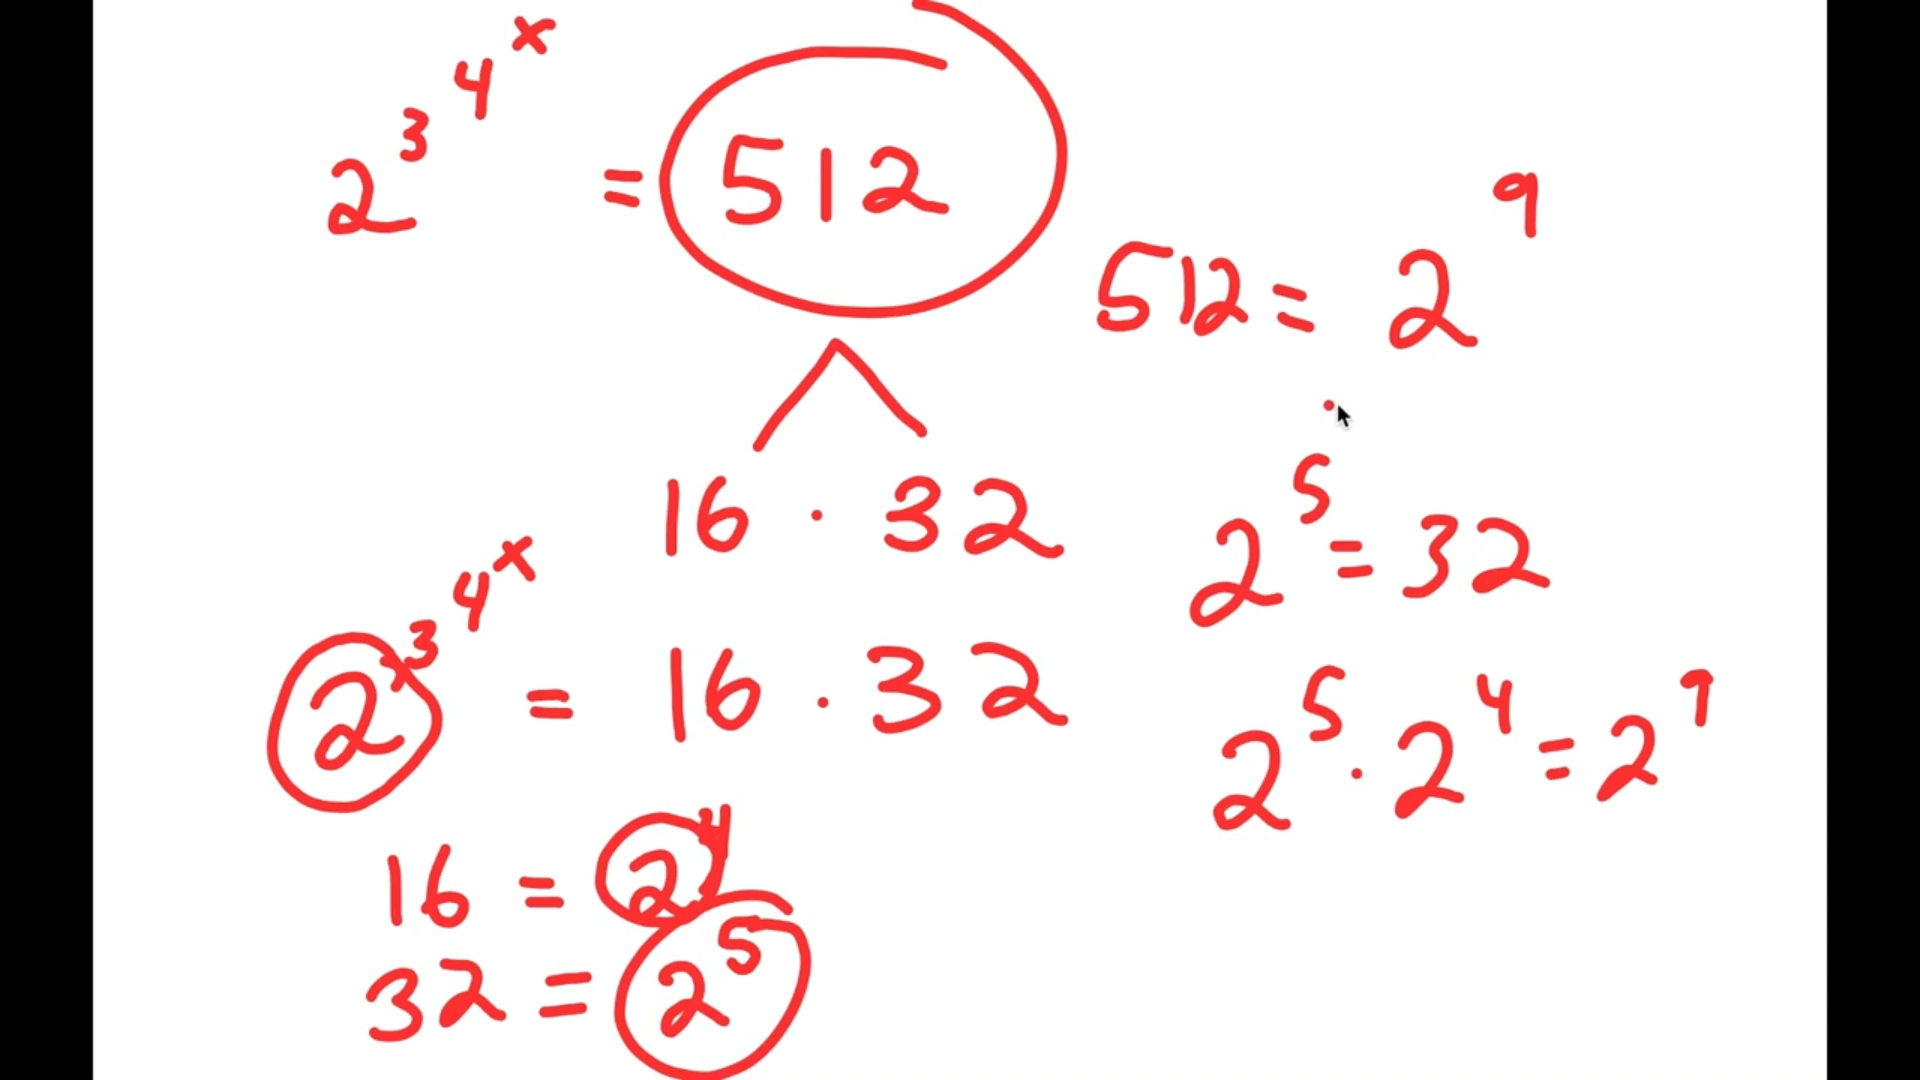 2^3^4^x = 512
512 = 2^9
16 · 32
2^5 = 32
2^3^4^x = 16 · 32
2^5 · 2^4 = 2^9
16 = 2^4
32 = 2^5